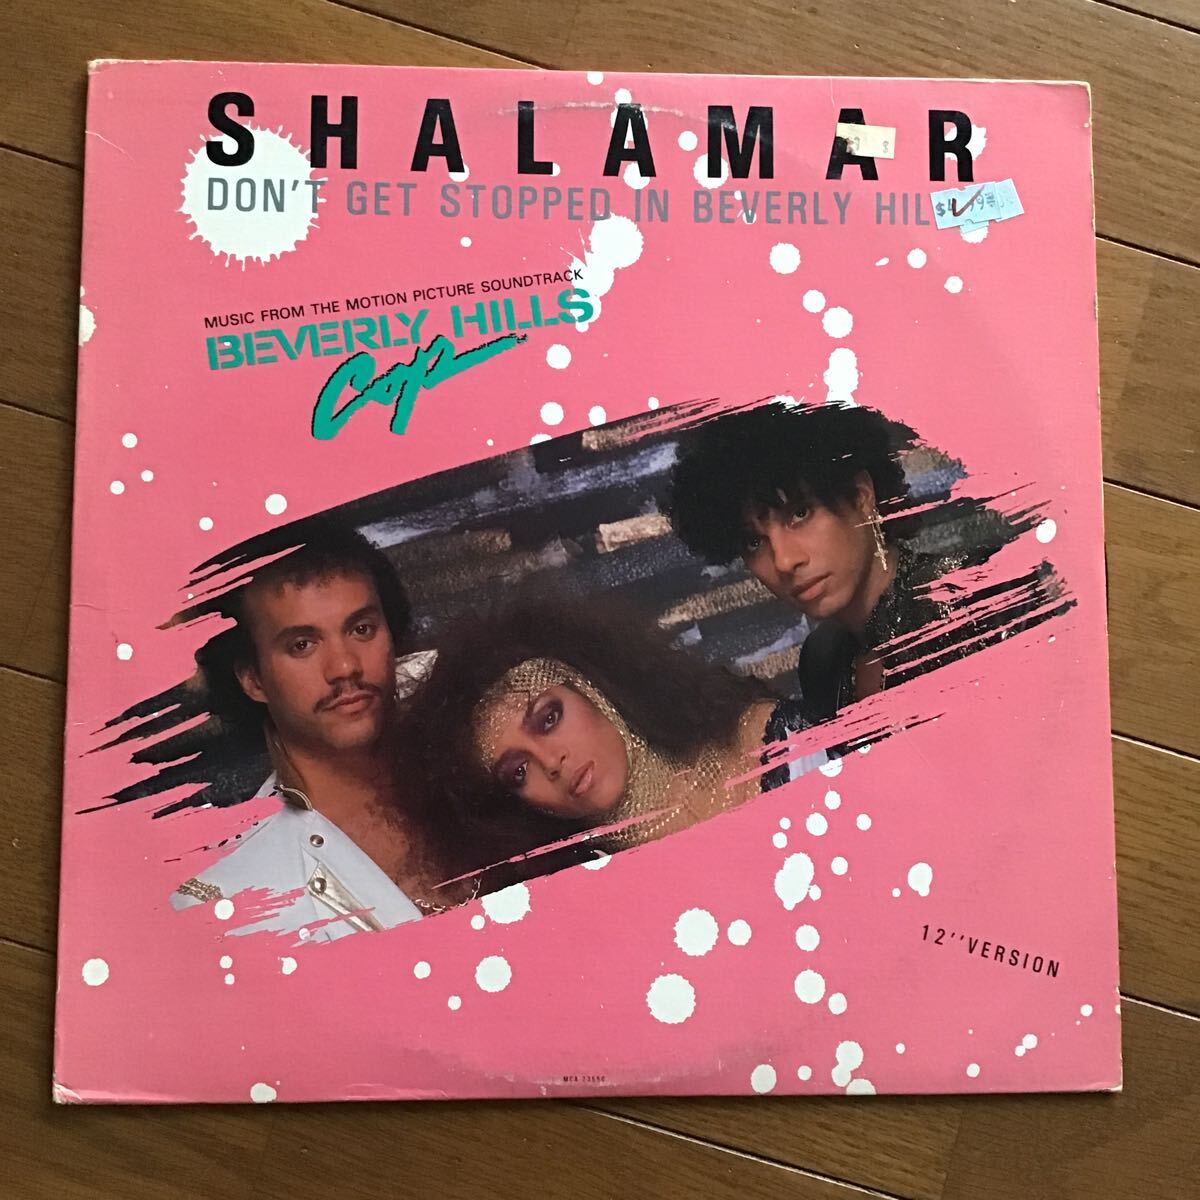 SHALAMAR
DON'T GET STOPPED IN BEVERLY HIL
MUSIC FROM THE MOTION PICTURE SOUNDTRACK
BEVERLY HILLS
Cop
12''VERSION